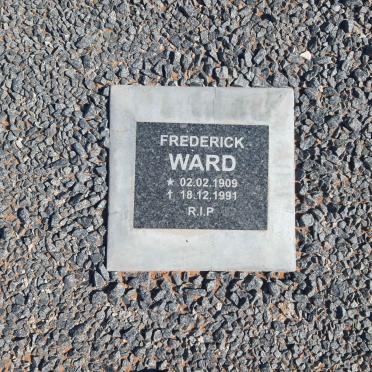 FREDERICK
WARD
★ 02.02.1909
† 18.12.1991
R.I.P